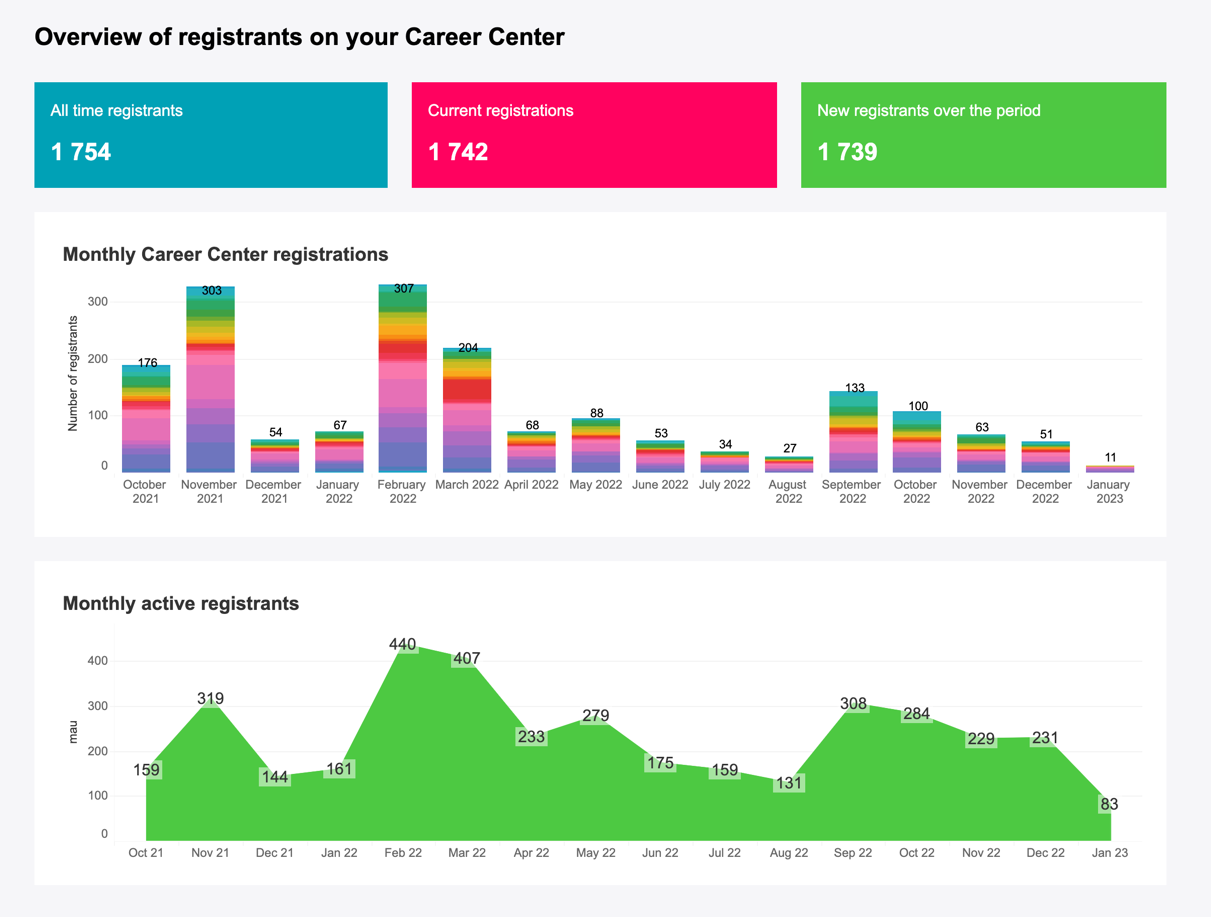 Overview of registrants on your Career Center
All time registrants
1 754
Current registrations
1 742
New registrants over the period
1 739
Monthly Career Center registrations
Number of registrants
300
200
100
0
176
303
54
67
307
204
68
88
53
34
27
133
100
63
51
11
October 2021
November 2021
December 2021
January 2022
February 2022
March 2022
April 2022
May 2022
June 2022
July 2022
August 2022
September 2022
October 2022
November 2022
December 2022
January 2023
Monthly active registrants
mau
400
300
200
100
0
159
319
144
161
440
407
233
279
175
159
131
308
284
229
231
83
Oct 21
Nov 21
Dec 21
Jan 22
Feb 22
Mar 22
Apr 22
May 22
Jun 22
Jul 22
Aug 22
Sep 22
Oct 22
Nov 22
Dec 22
Jan 23